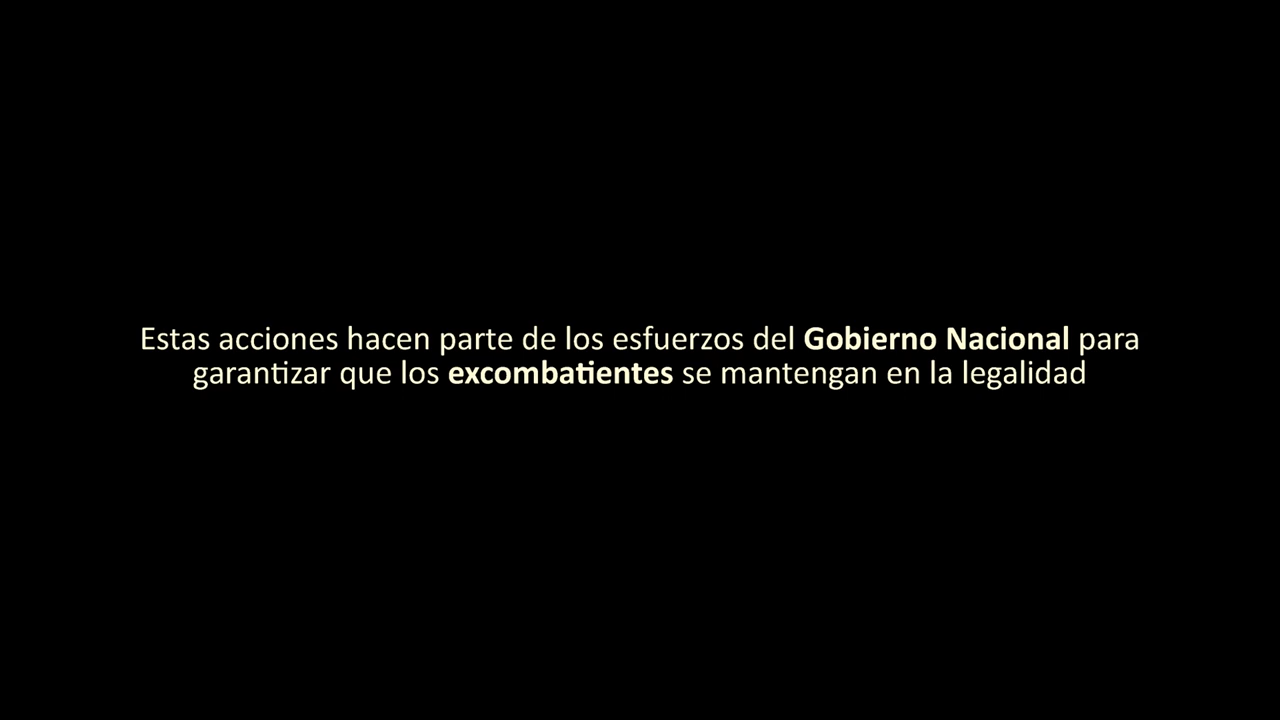 Estas acciones hacen parte de los esfuerzos del Gobierno Nacional para
garantizar que los excombatientes se mantengan en la legalidad